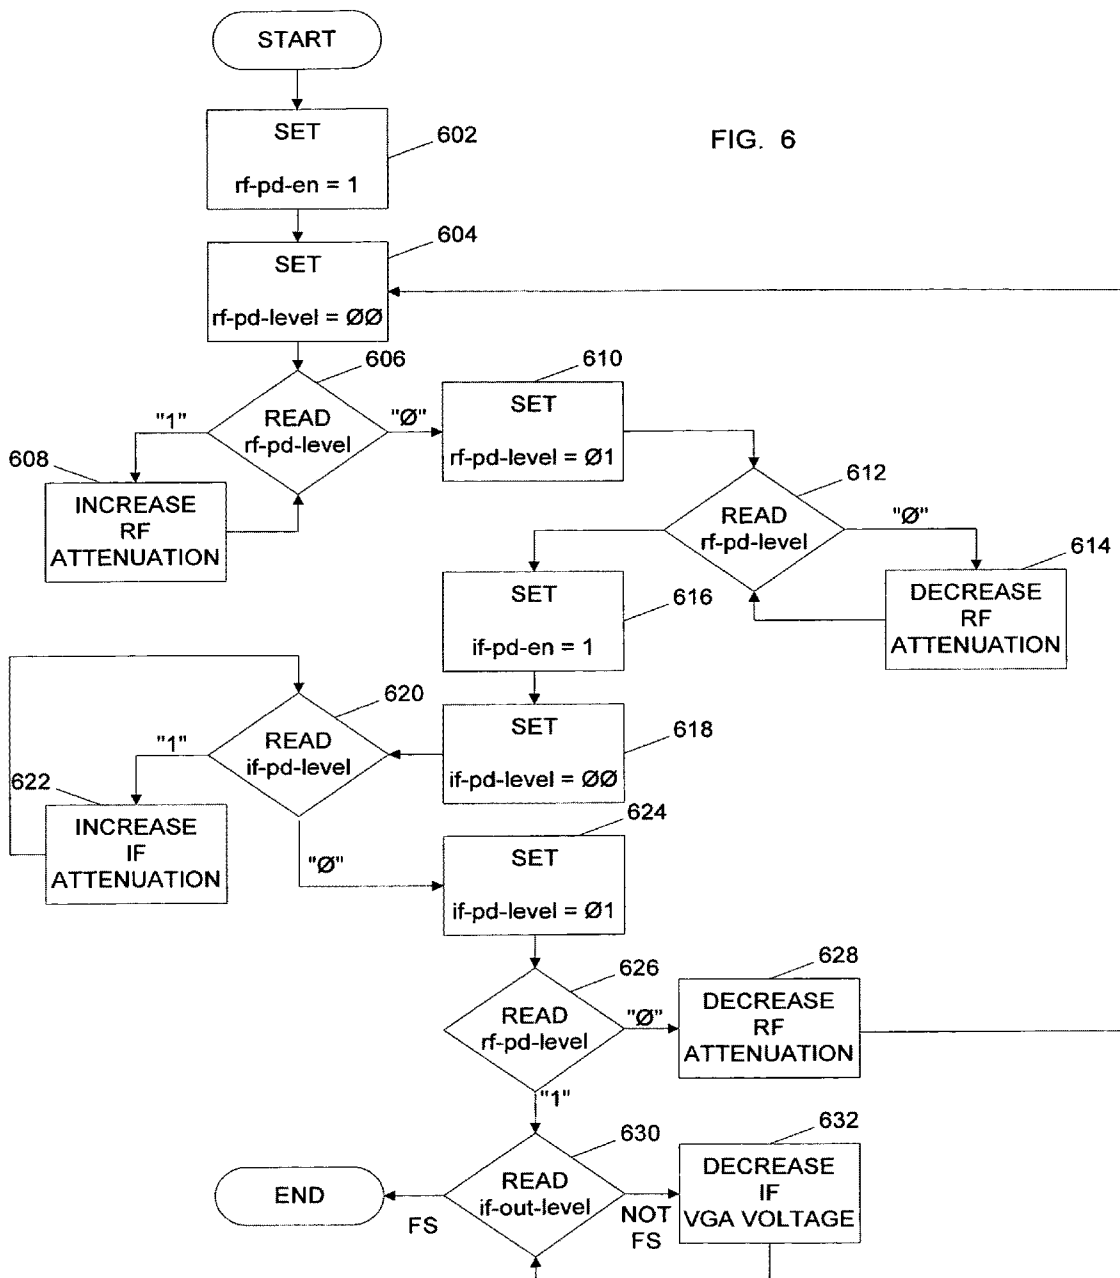 START
FIG. 6
SET
rf-pd-en = 1
602
SET
rf-pd-level = ØØ
604
READ
rf-pd-level
606
"1"
"Ø"
608
INCREASE
RF
ATTENUATION
610
SET
rf-pd-level = Ø1
612
READ
rf-pd-level
"Ø"
614
DECREASE
RF
ATTENUATION
SET
if-pd-en = 1
616
SET
if-pd-level = ØØ
618
620
READ
if-pd-level
"1"
622
INCREASE
IF
ATTENUATION
"Ø"
624
SET
if-pd-level = Ø1
626
READ
rf-pd-level
"Ø"
628
DECREASE
RF
ATTENUATION
"1"
630
READ
if-out-level
FS
END
NOT
FS
632
DECREASE
IF
VGA VOLTAGE